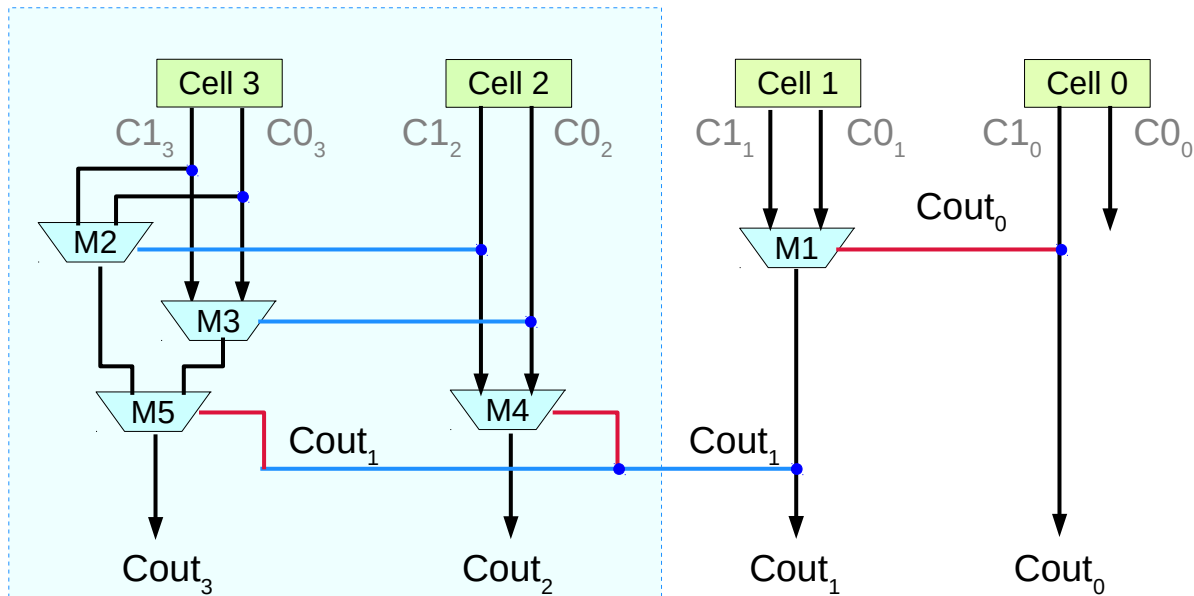 Cell 3 Cell 2 Cell 1 Cell 0
C1₃ C0₃ C1₂ C0₂ C1₁ C0₁ C1₀ C0₀
Cout₀
M2 M1
M3
M5 M4
Cout₁ Cout₁
Cout₃ Cout₂ Cout₁ Cout₀